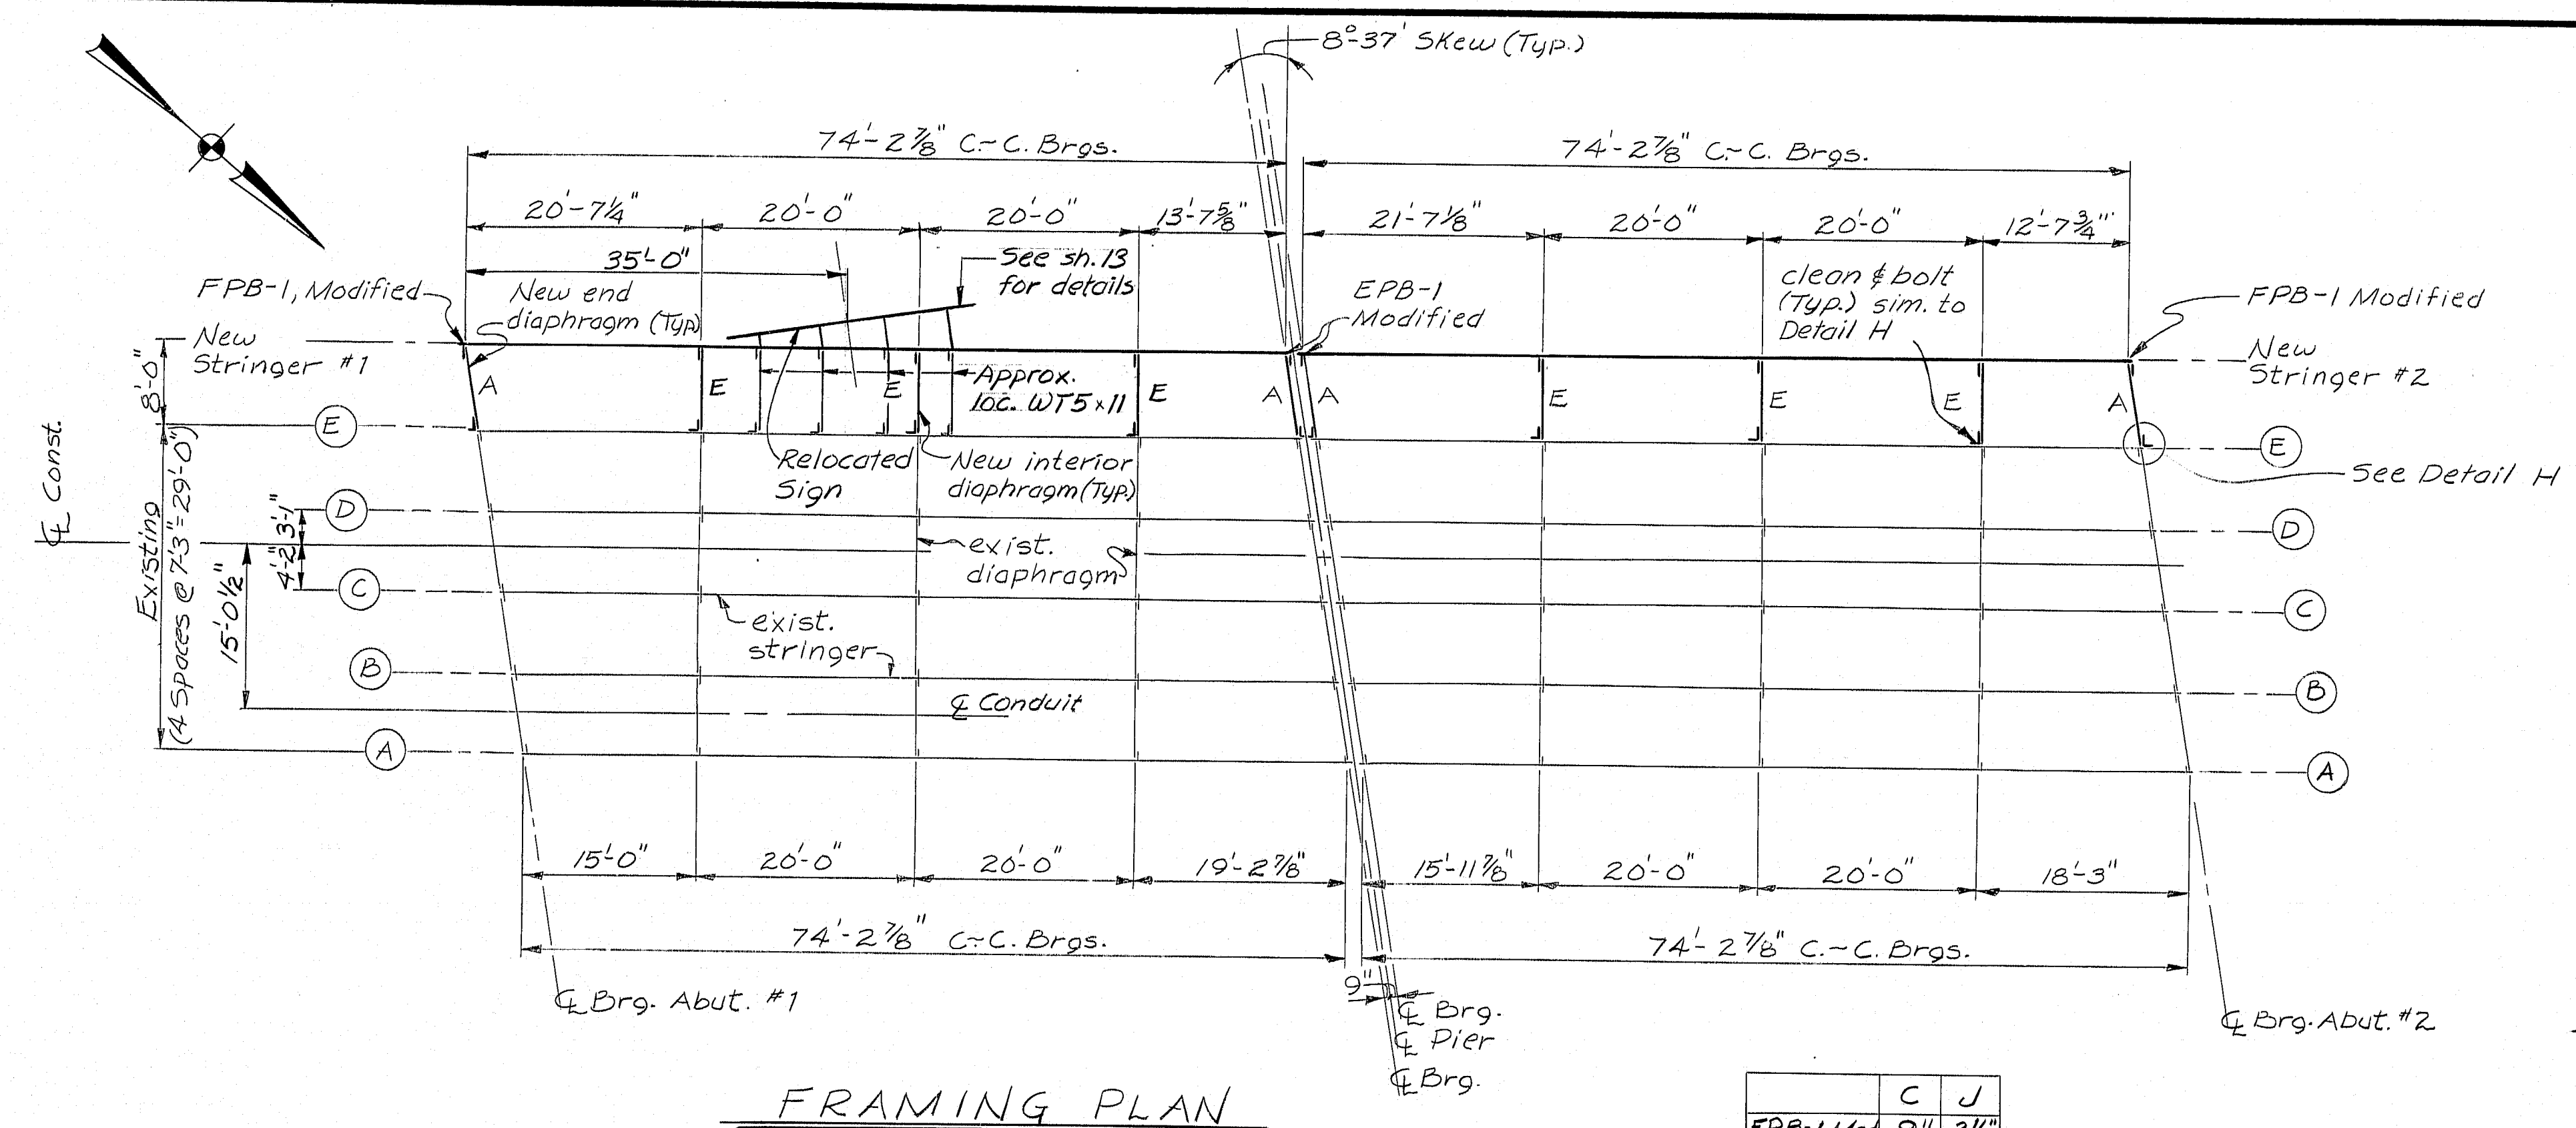 8°-37' Skew (Typ.)
74'-2 7/8" C.-C. Brgs.
74'-2 7/8" C.-C. Brgs.
20'-7 1/4"
20'-0"
20'-0"
13'-7 5/8"
21'-7 1/8"
20'-0"
20'-0"
12'-7 3/4"
35'-0"
See sh. 13
for details
FPB-1, Modified
New end
diaphragm (Typ)
EPB-1
Modified
clean & bolt
(Typ.) sim. to
Detail H
FPB-1 Modified
New
Stringer #1
New
Stringer #2
8'-0"
A
E
E
Approx.
loc. WT5x11
E
A
A
E
E
E
A
E
E
Relocated
Sign
New interior
diaphragm (Typ.)
See Detail H
℄ Const.
Existing
(4 Spaces @ 7'-3"=29'-0")
3'-1"
4'-2"
15'-0 1/2"
D
D
exist.
diaphragm
C
C
exist.
stringer
B
B
℄ Conduit
A
A
15'-0"
20'-0"
20'-0"
19'-2 7/8"
15'-11 7/8"
20'-0"
20'-0"
18'-3"
74'-2 7/8" C-C. Brgs.
74'-2 7/8" C.-C. Brgs.
9"
℄ Brg. Abut. #1
℄ Brg.
℄ Pier
℄ Brg.
℄ Brg. Abut. #2
FRAMING PLAN
C J